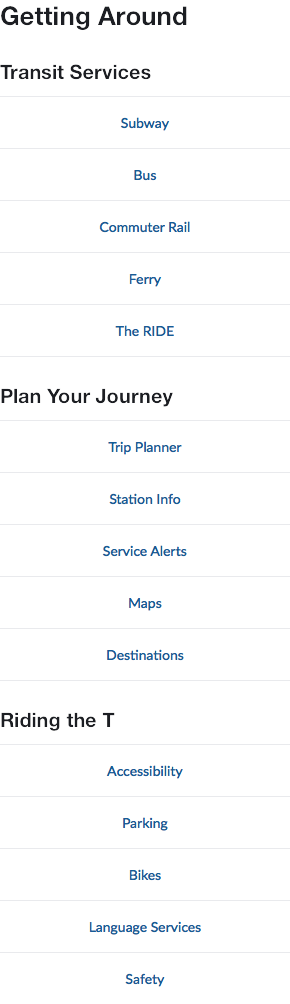 Getting Around
Transit Services
Subway
Bus
Commuter Rail
Ferry
The RIDE
Plan Your Journey
Trip Planner
Station Info
Service Alerts
Maps
Destinations
Riding the T
Accessibility
Parking
Bikes
Language Services
Safety